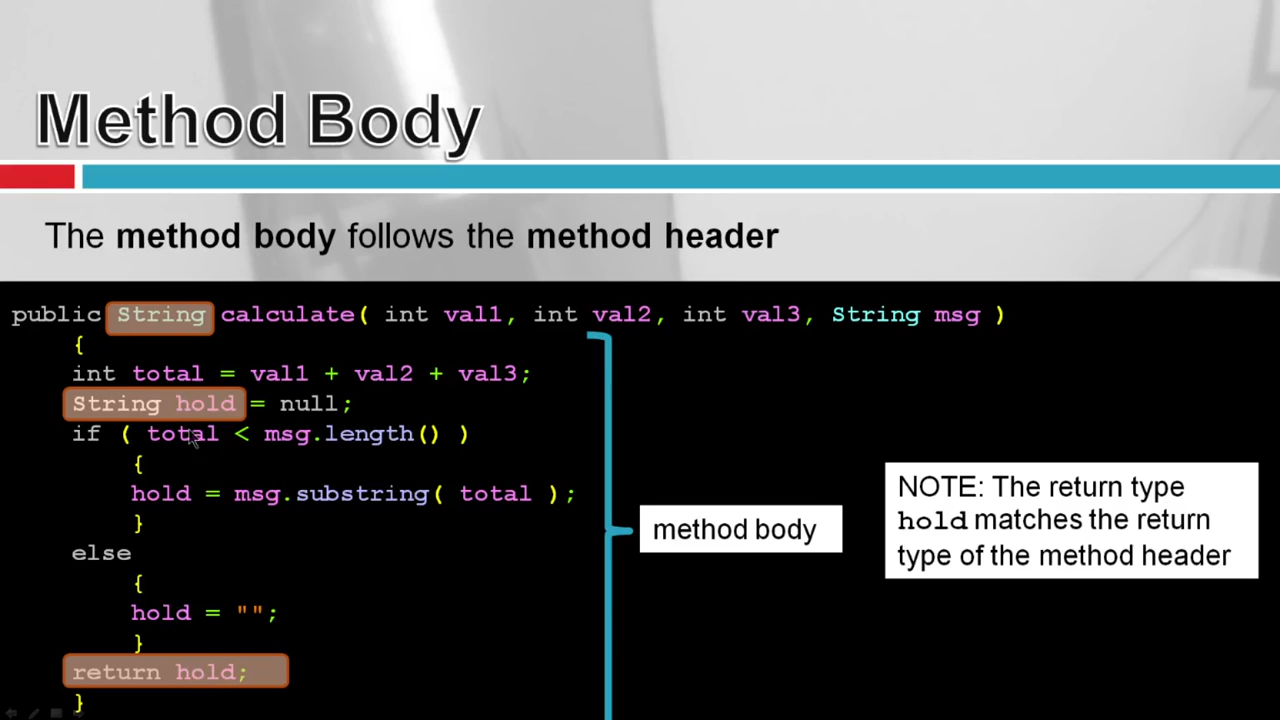 Method Body
The method body follows the method header
public String calculate( int val1, int val2, int val3, String msg )
{
int total = val1 + val2 + val3;
String hold = null;
if ( total < msg.length() )
{
hold = msg.substring( total );
}
else
{
hold = "";
}
return hold;
}
method body
NOTE: The return type
hold matches the return
type of the method header